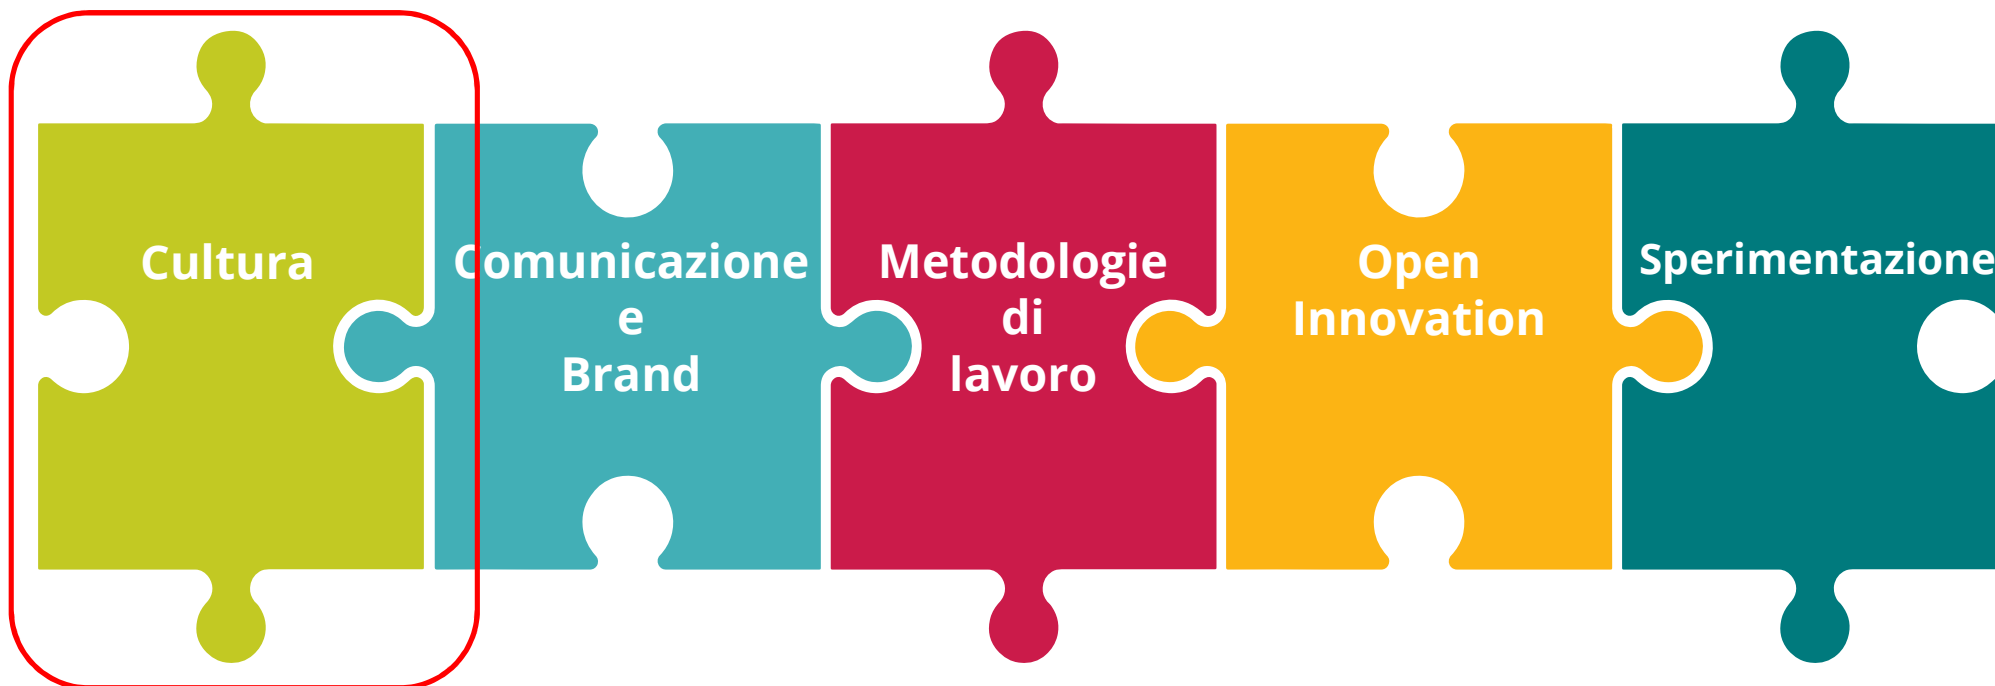 Cultura
Comunicazione
e
Brand
Metodologie
di
lavoro
Open
Innovation
Sperimentazione